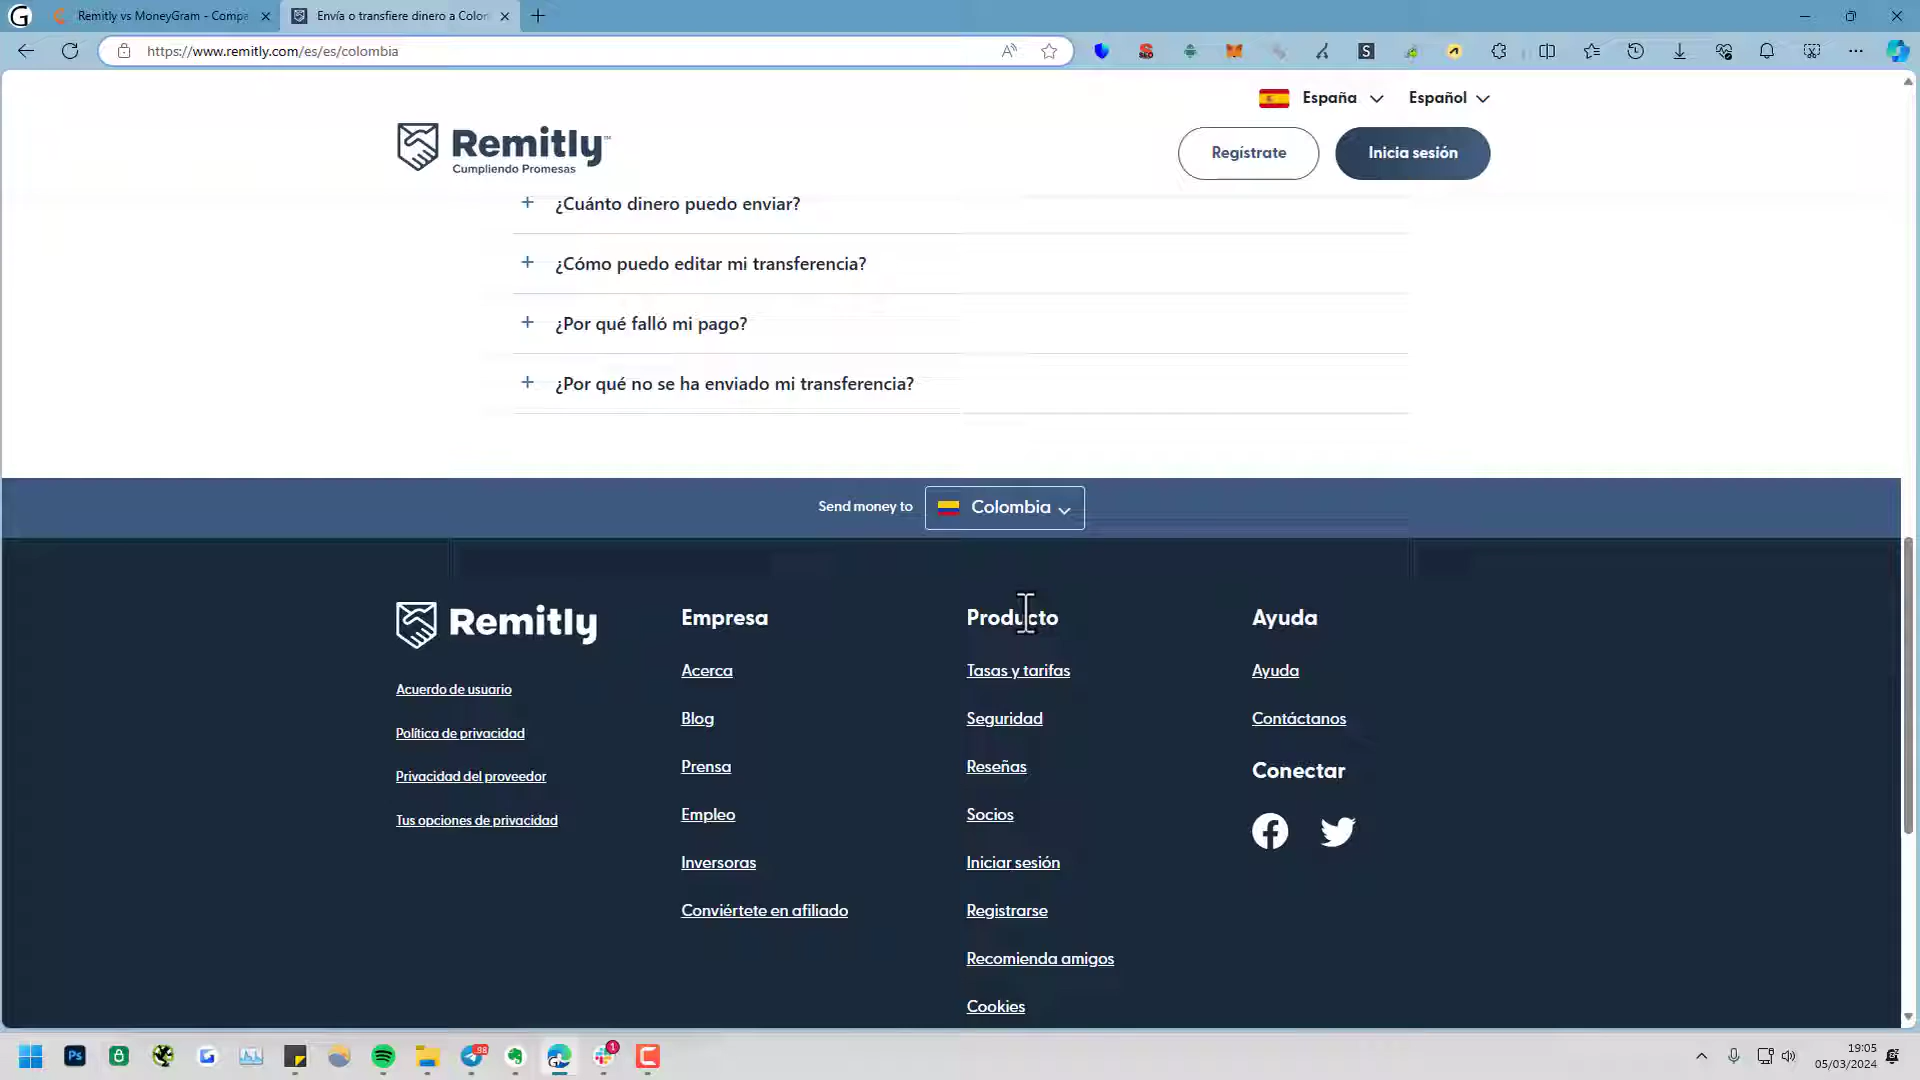 Remitly vs MoneyGram - Compa
Envía o transfiere dinero a Colon
https://www.remitly.com/es/es/colombia
España
Español
Remitly
Cumpliendo Promesas
Regístrate
Inicia sesión
¿Cuánto dinero puedo enviar?
¿Cómo puedo editar mi transferencia?
¿Por qué falló mi pago?
¿Por qué no se ha enviado mi transferencia?
Send money to
Colombia
Remitly
Acuerdo de usuario
Política de privacidad
Privacidad del proveedor
Tus opciones de privacidad
Empresa
Acerca
Blog
Prensa
Empleo
Inversoras
Conviértete en afiliado
Producto
Tasas y tarifas
Seguridad
Reseñas
Socios
Iniciar sesión
Registrarse
Recomienda amigos
Cookies
Ayuda
Ayuda
Contáctanos
Conectar
Ps
98
1
19:05
05/03/2024